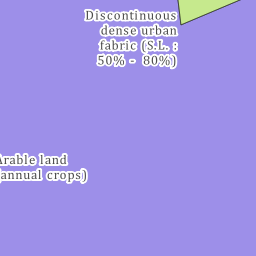 Discontinuous
dense urban
fabric (S.L. :
50% - 80%)
Arable land
(annual crops)